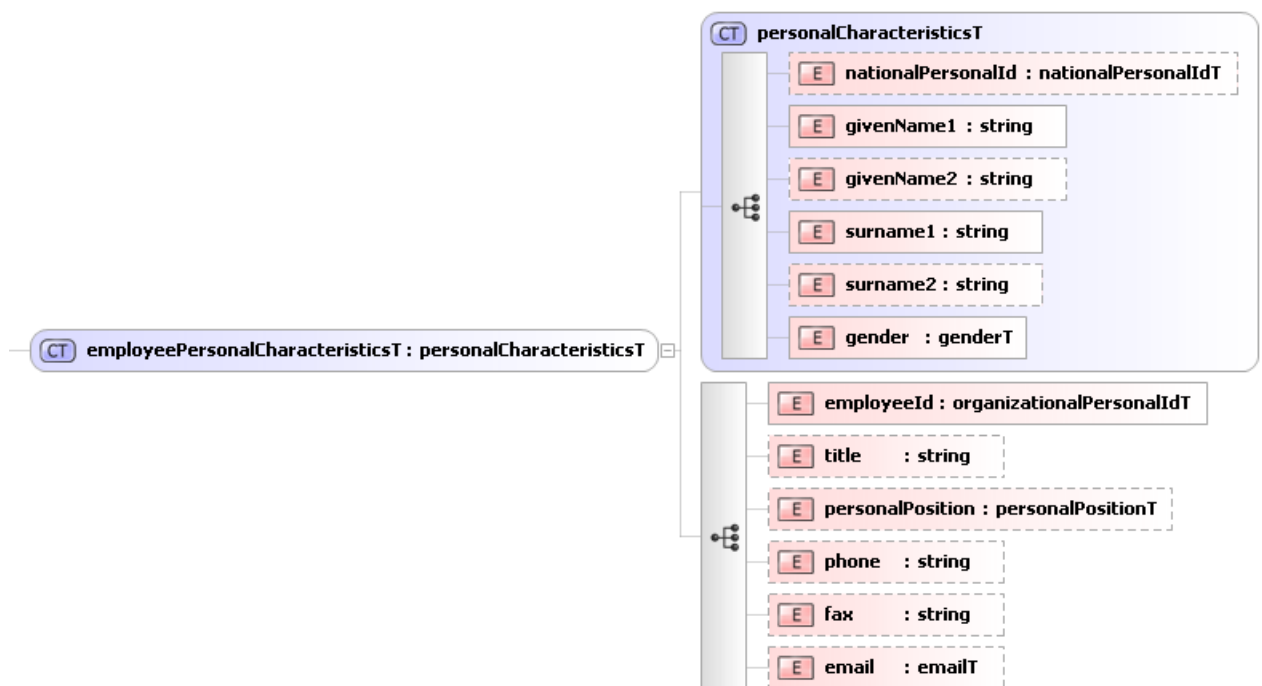 CT personalCharacteristicsT
E nationalPersonalId : nationalPersonalIdT
E givenName1 : string
E givenName2 : string
E surname1 : string
E surname2 : string
E gender : genderT
CT employeePersonalCharacteristicsT : personalCharacteristicsT
E employeeId : organizationalPersonalIdT
E title : string
E personalPosition : personalPositionT
E phone : string
E fax : string
E email : emailT